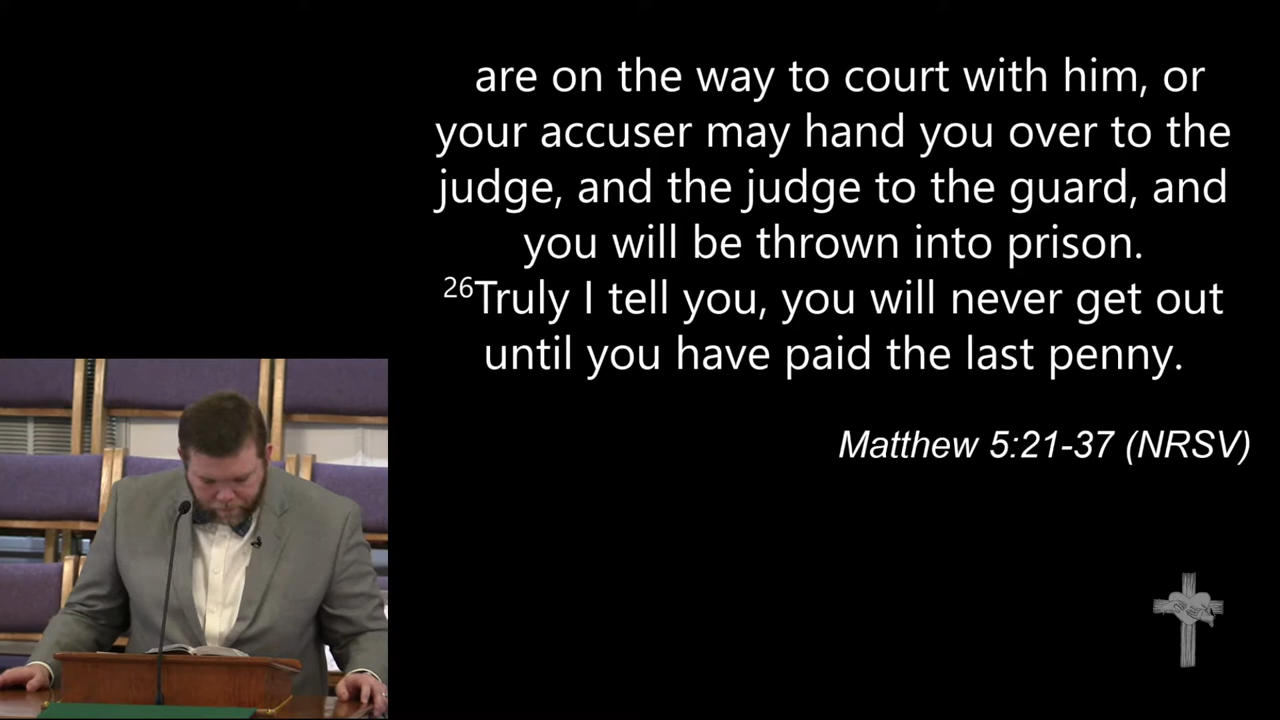 are on the way to court with him, or
your accuser may hand you over to the
judge, and the judge to the guard, and
you will be thrown into prison.
26Truly I tell you, you will never get out
until you have paid the last penny.
Matthew 5:21-37 (NRSV)